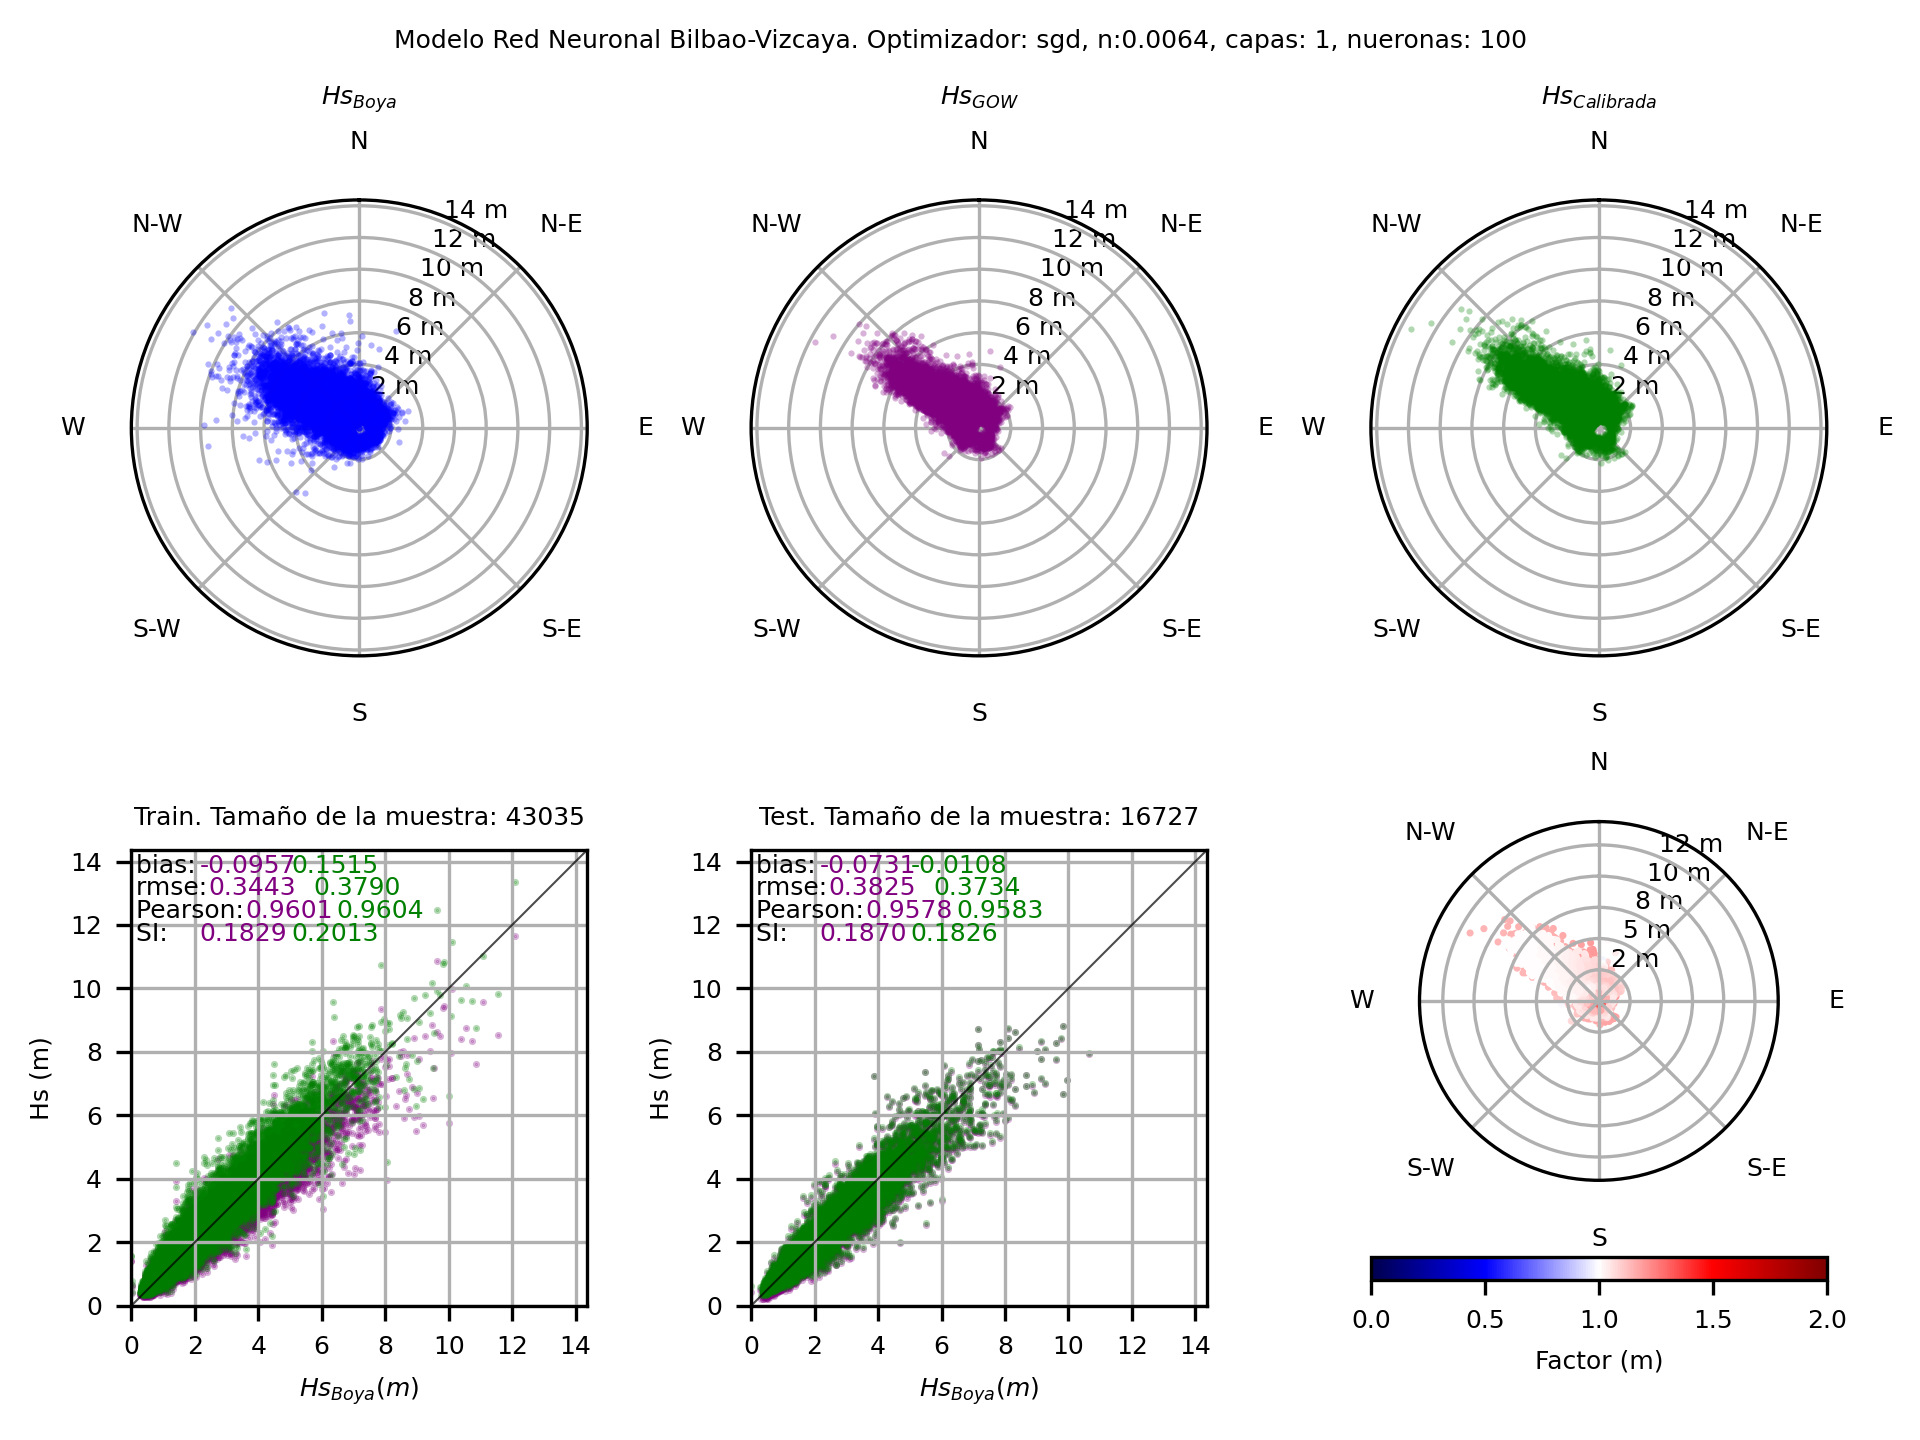 Modelo Red Neuronal Bilbao-Vizcaya. Optimizador: sgd, n:0.0064, capas: 1, nueronas: 100
Hs_Boya
N
N-W
N-E
14 m
12 m
10 m
8 m
6 m
4 m
2 m
W
E
S-W
S-E
S
Hs_GOW
N
N-W
N-E
14 m
12 m
10 m
8 m
6 m
4 m
2 m
W
E
S-W
S-E
S
Hs_Calibrada
N
N-W
N-E
14 m
12 m
10 m
8 m
6 m
4 m
2 m
W
E
S-W
S-E
S
Train. Tamaño de la muestra: 43035
bias: -0.0957 0.1515
rmse: 0.3443 0.3790
Pearson: 0.9601 0.9604
SI: 0.1829 0.2013
Hs (m)
14
12
10
8
6
4
2
0
0 2 4 6 8 10 12 14
Hs_Boya(m)
Test. Tamaño de la muestra: 16727
bias: -0.0731 -0.0108
rmse: 0.3825 0.3734
Pearson: 0.9578 0.9583
SI: 0.1870 0.1826
Hs (m)
14
12
10
8
6
4
2
0
0 2 4 6 8 10 12 14
Hs_Boya(m)
N
N-W
N-E
12 m
10 m
8 m
5 m
2 m
W
E
S-W
S-E
S
0.0 0.5 1.0 1.5 2.0
Factor (m)